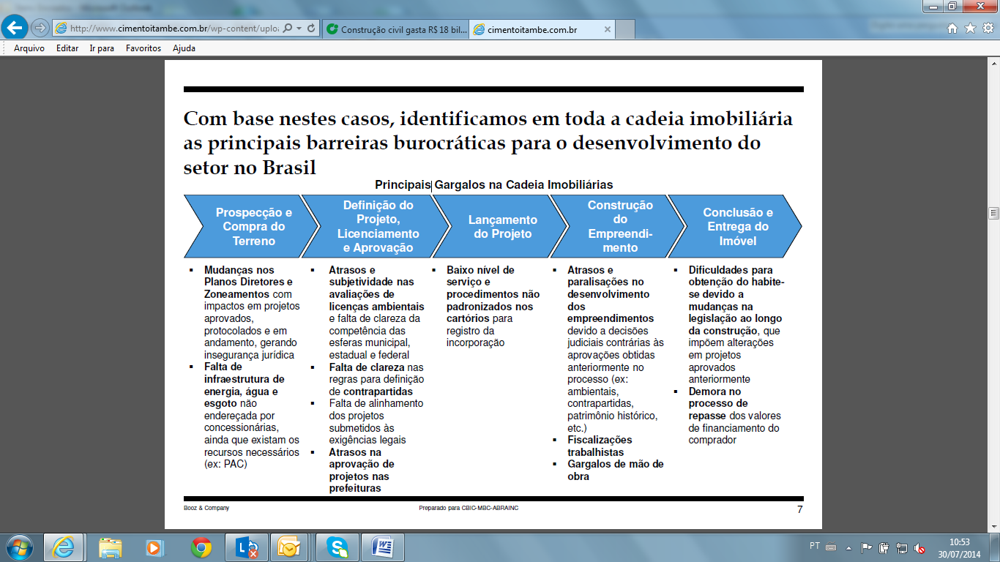 http://www.cimentoitambe.com.br/wp-content/uplo
Construção civil gasta R$ 18 bil...
cimentoitambe.com.br
Arquivo Editar Ir para Favoritos Ajuda
Com base nestes casos, identificamos em toda a cadeia imobiliária
as principais barreiras burocráticas para o desenvolvimento do
setor no Brasil
Principais Gargalos na Cadeia Imobiliárias
Prospecção e
Compra do
Terreno
Definição do
Projeto,
Licenciamento
e Aprovação
Lançamento
do Projeto
Construção
do
Empreendi-
mento
Conclusão e
Entrega do
Imóvel
▪ Mudanças nos
Planos Diretores e
Zoneamentos com
impactos em projetos
aprovados,
protocolados e em
andamento, gerando
insegurança jurídica
▪ Falta de
infraestrutura de
energia, água e
esgoto não
endereçada por
concessionárias,
ainda que existam os
recursos necessários
(ex: PAC)
▪ Atrasos e
subjetividade nas
avaliações de
licenças ambientais
e falta de clareza da
competência das
esferas municipal,
estadual e federal
▪ Falta de clareza nas
regras para definição
de contrapartidas
▪ Falta de alinhamento
dos projetos
submetidos às
exigências legais
▪ Atrasos na
aprovação de
projetos nas
prefeituras
▪ Baixo nível de
serviço e
procedimentos não
padronizados nos
cartórios para
registro da
incorporação
▪ Atrasos e
paralisações no
desenvolvimento
dos
empreendimentos
devido a decisões
judiciais contrárias às
aprovações obtidas
anteriormente no
processo (ex:
ambientais,
contrapartidas,
patrimônio histórico,
etc.)
▪ Fiscalizações
trabalhistas
▪ Gargalos de mão de
obra
▪ Dificuldades para
obtenção do habite-
se devido a
mudanças na
legislação ao longo
da construção, que
impõem alterações
em projetos
aprovados
anteriormente
▪ Demora no
processo de
repasse dos valores
de financiamento do
comprador
Booz & Company
Preparado para CBIC-MBC-ABRAINC
7
PT
10:53
30/07/2014